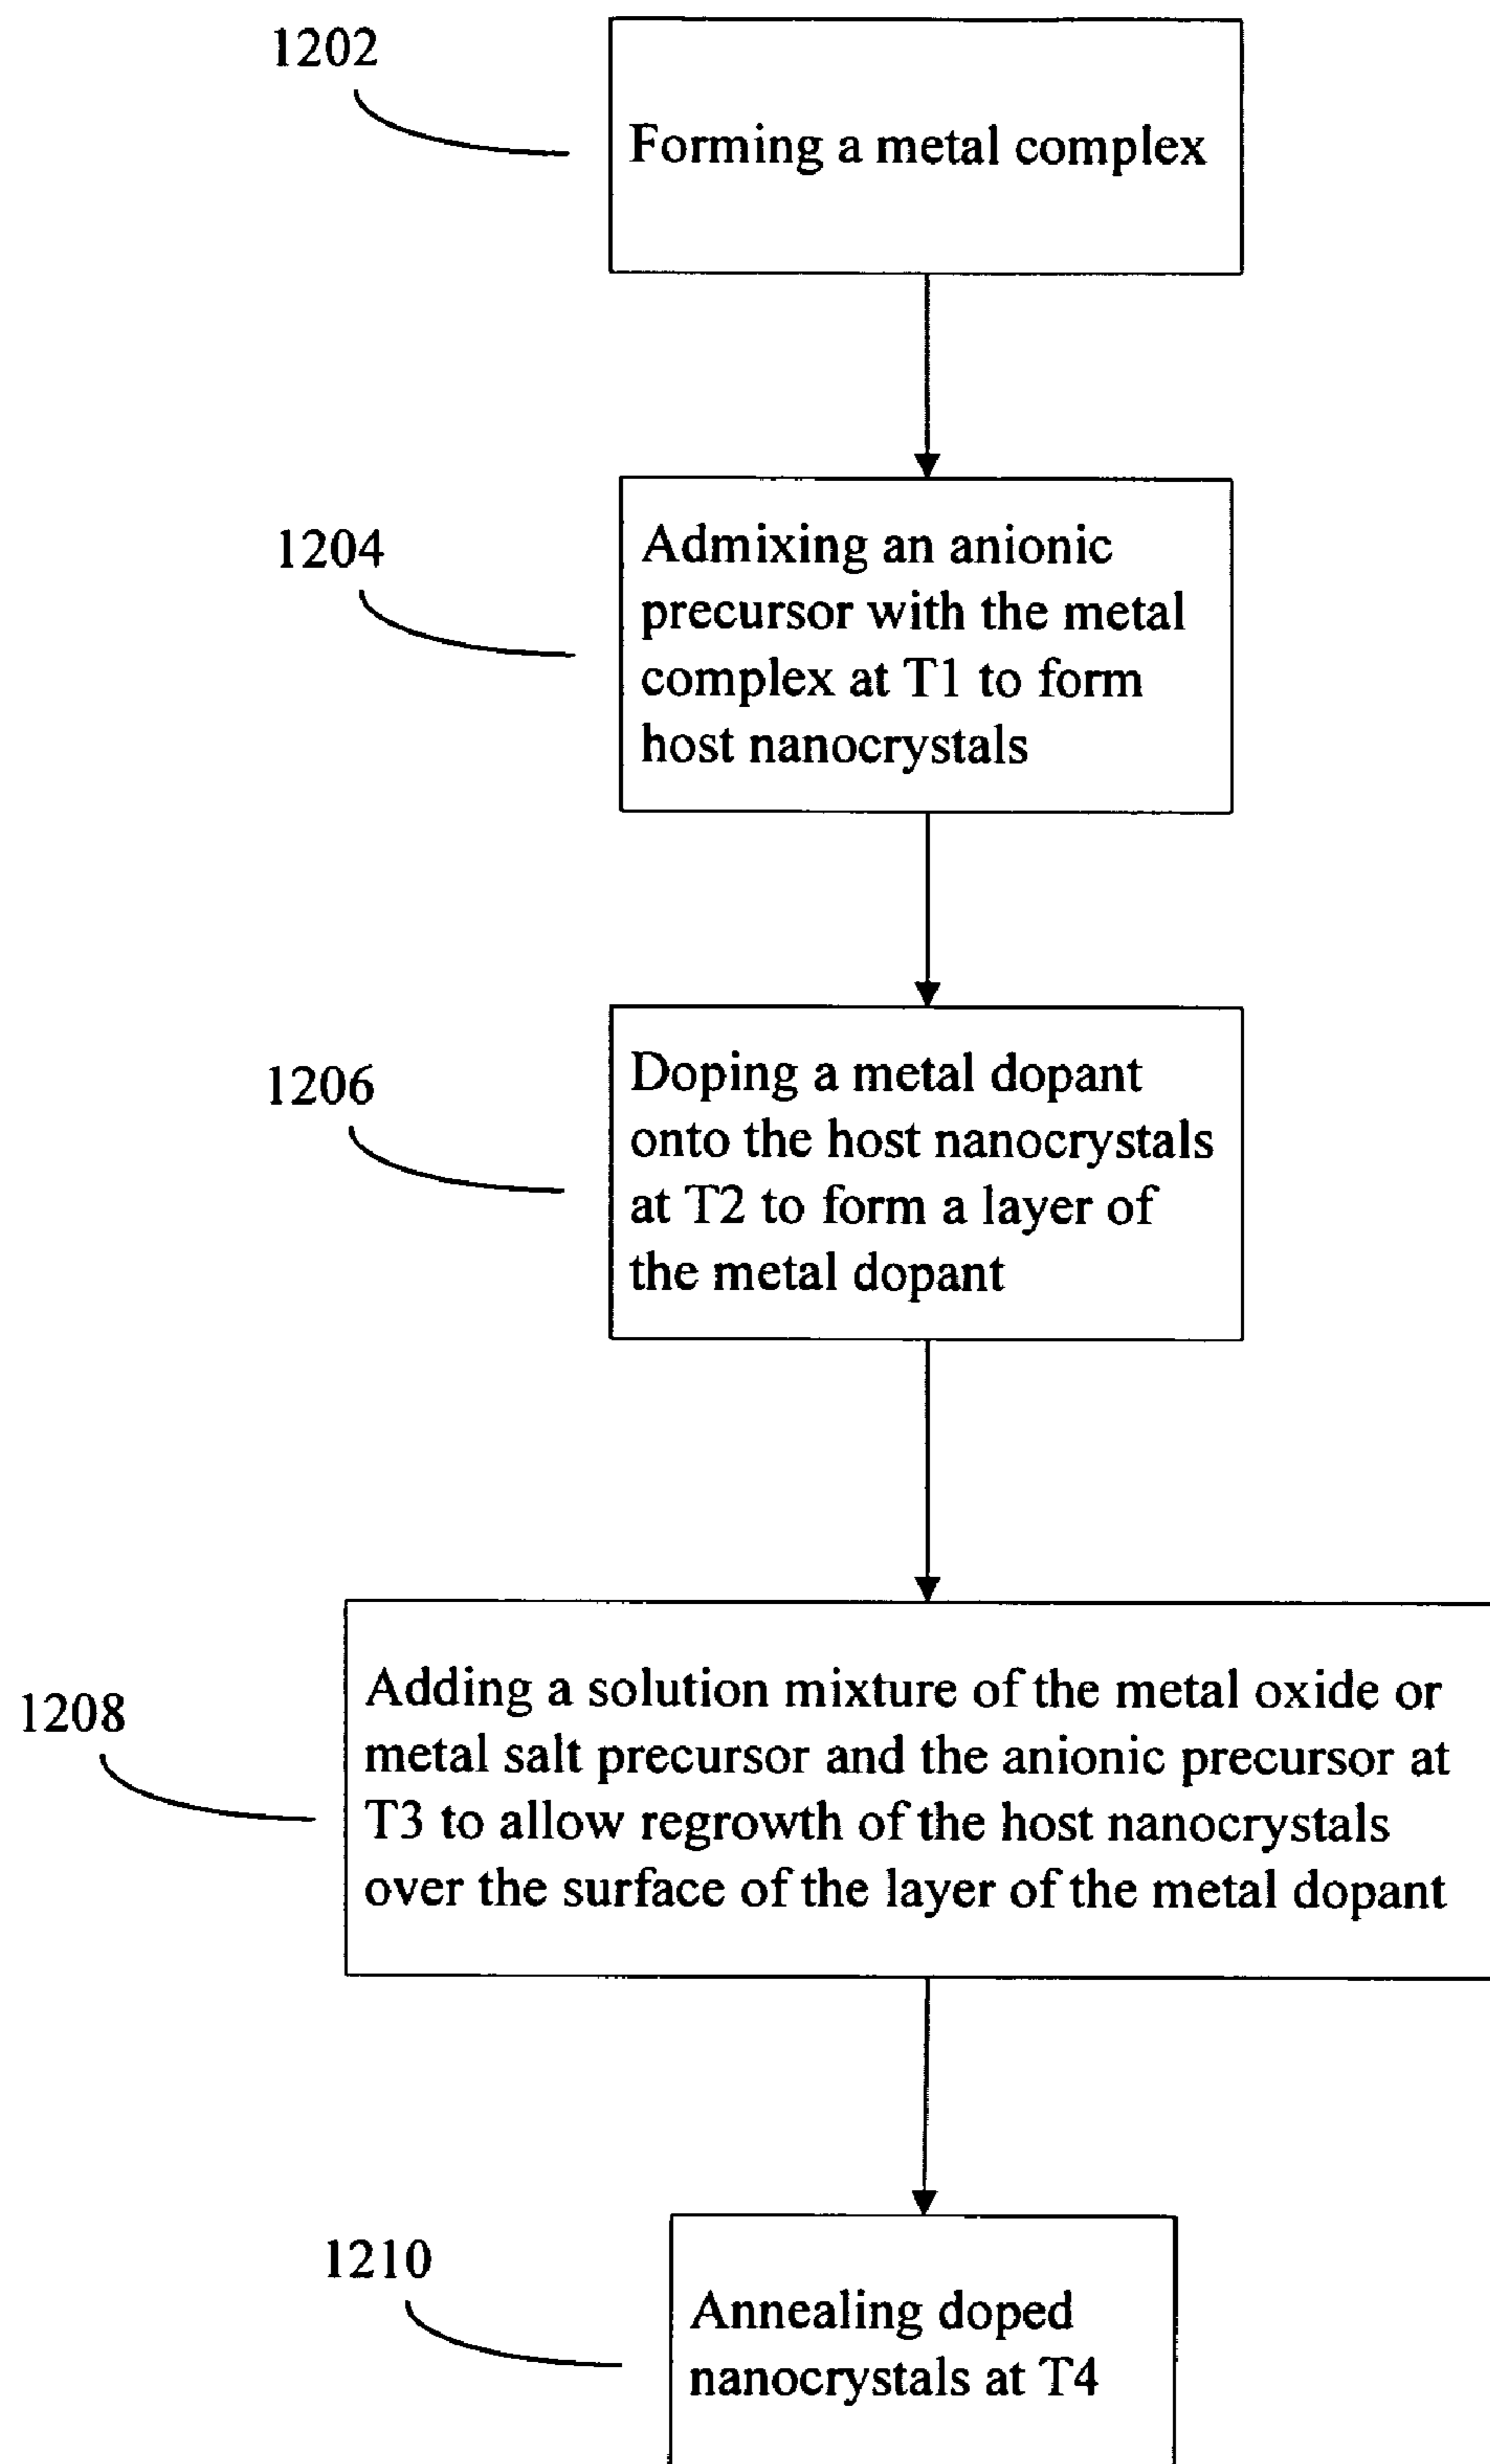 1202
Forming a metal complex
1204
Admixing an anionic
precursor with the metal
complex at T1 to form
host nanocrystals
1206
Doping a metal dopant
onto the host nanocrystals
at T2 to form a layer of
the metal dopant
1208
Adding a solution mixture of the metal oxide or
metal salt precursor and the anionic precursor at
T3 to allow regrowth of the host nanocrystals
over the surface of the layer of the metal dopant
1210
Annealing doped
nanocrystals at T4